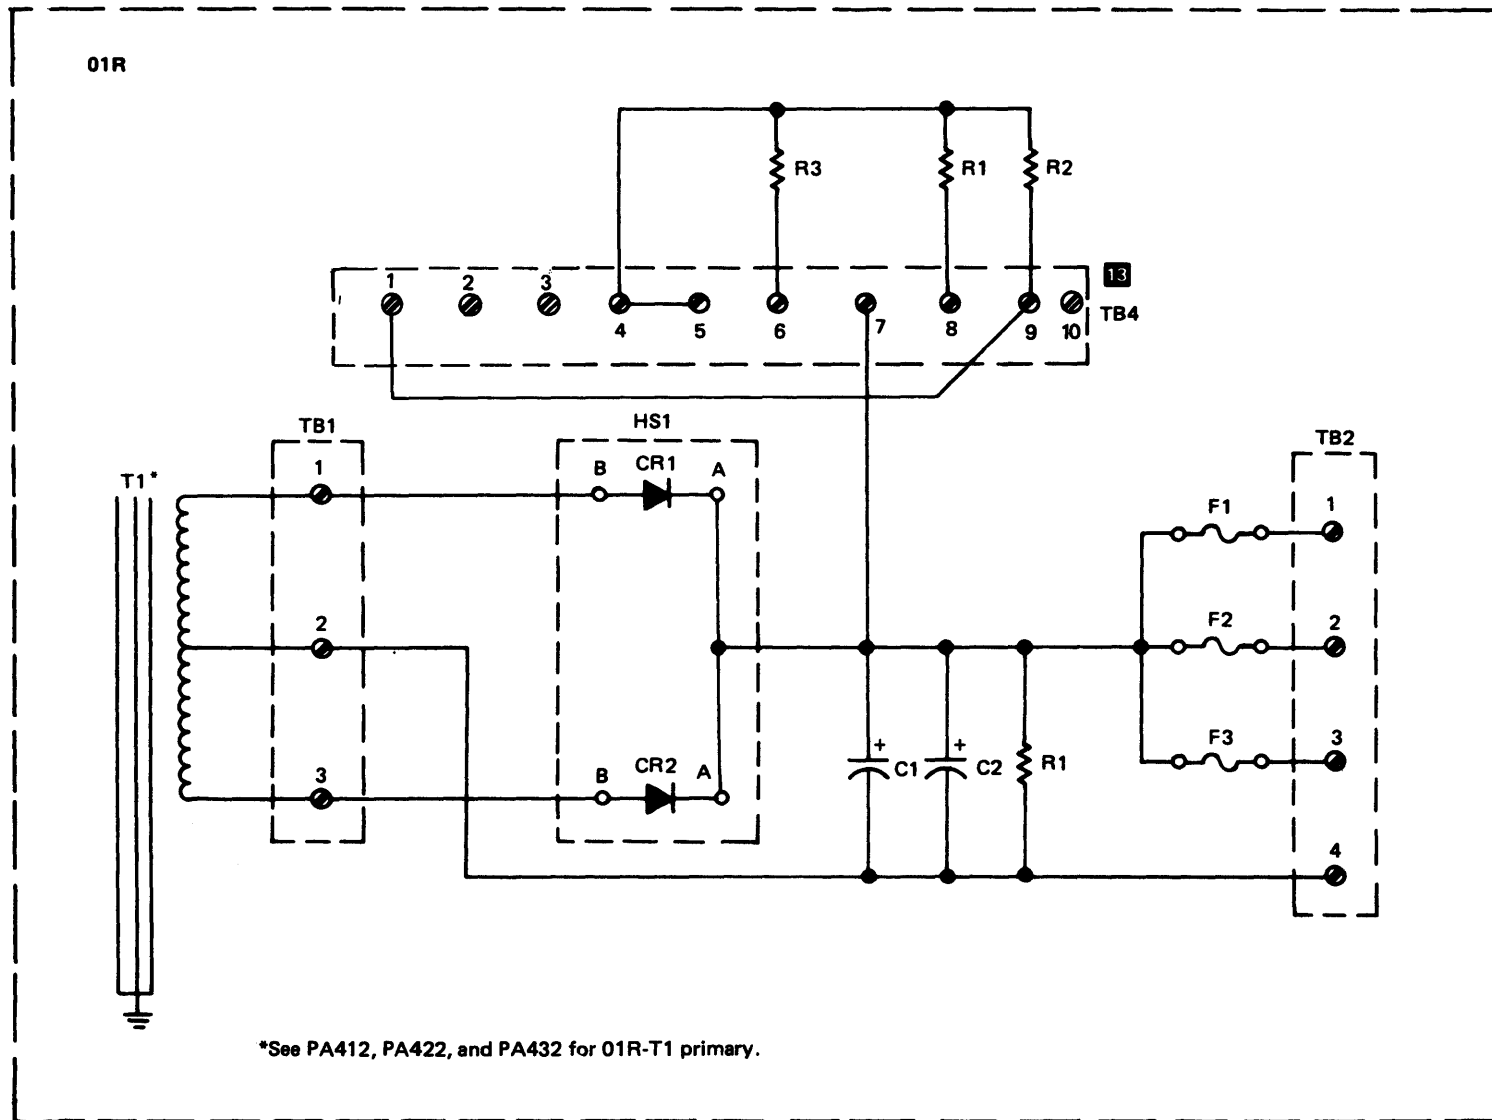 01R
R3
R1
R2
13
1
2
3
4
5
6
7
8
9
10
TB4
TB1
HS1
TB2
T1*
1
B
CR1
A
F1
1
2
F2
2
3
B
CR2
A
+
C1
+
C2
R1
F3
3
4
*See PA412, PA422, and PA432 for 01R-T1 primary.